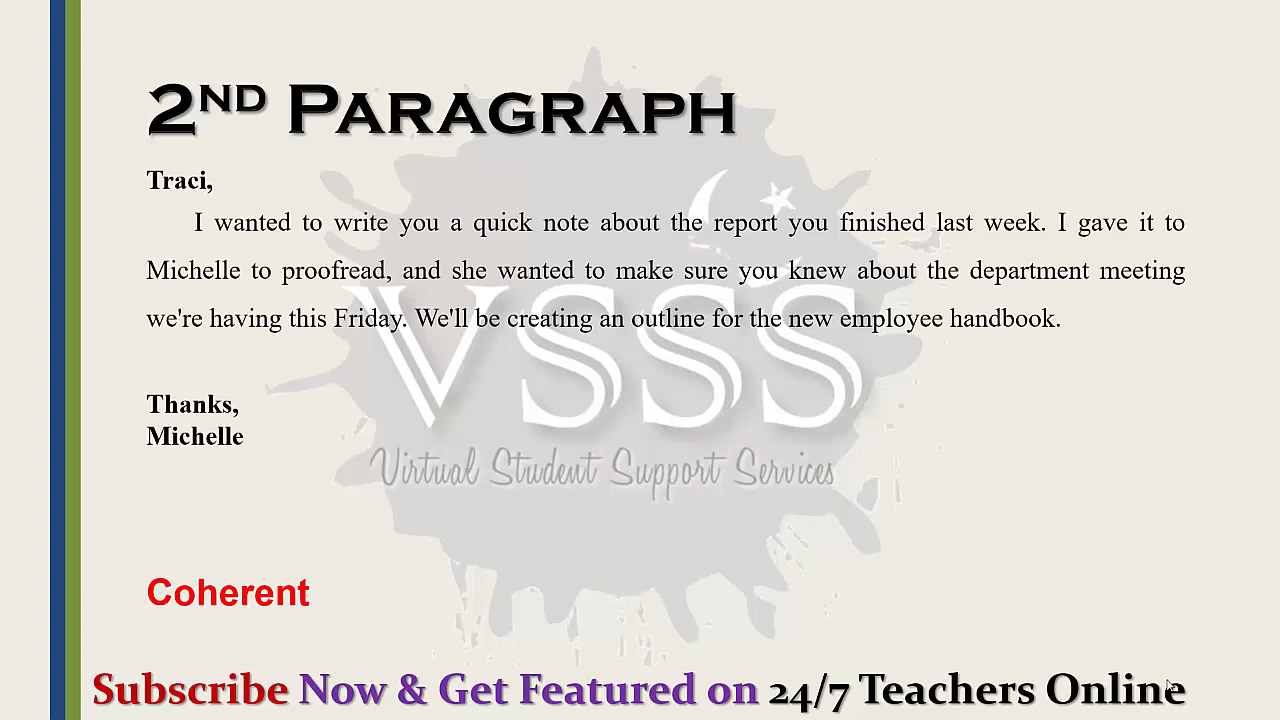 2ND PARAGRAPH
Traci,
I wanted to write you a quick note about the report you finished last week. I gave it to
Michelle to proofread, and she wanted to make sure you knew about the department meeting
we're having this Friday. We'll be creating an outline for the new employee handbook.
VSSS
Thanks,
Michelle
Virtual Student Support Services
Coherent
Subscribe Now & Get Featured on 24/7 Teachers Online